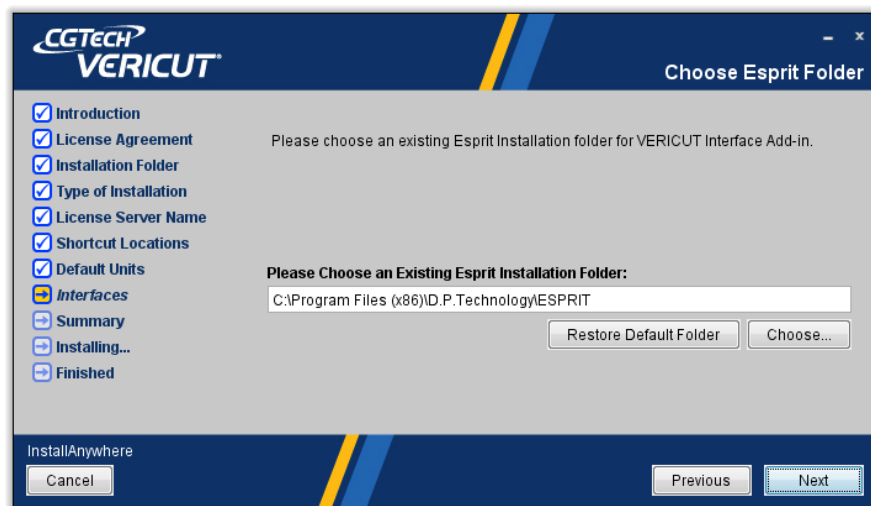 CGTECH
VERICUT
Choose Esprit Folder
Introduction
License Agreement
Installation Folder
Type of Installation
License Server Name
Shortcut Locations
Default Units
Interfaces
Summary
Installing...
Finished
Please choose an existing Esprit Installation folder for VERICUT Interface Add-in.
Please Choose an Existing Esprit Installation Folder:
C:\Program Files (x86)\D.P.Technology\ESPRIT
Restore Default Folder Choose...
InstallAnywhere
Cancel Previous Next